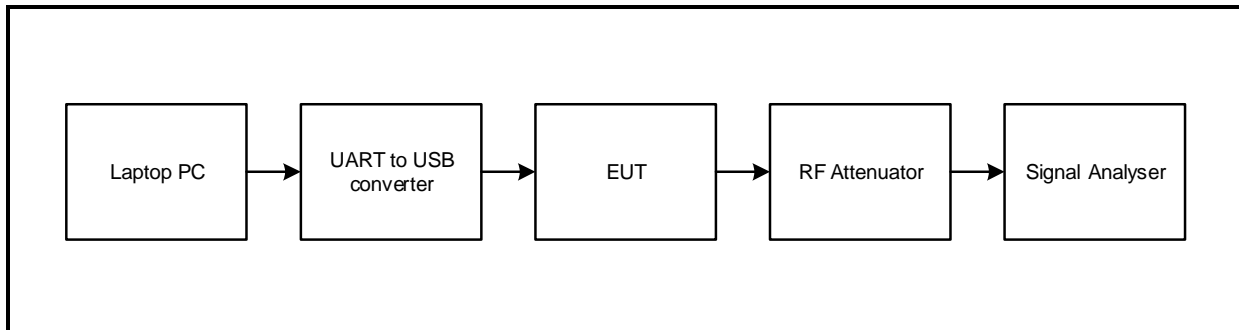 Laptop PC
UART to USB
converter
EUT
RF Attenuator
Signal Analyser